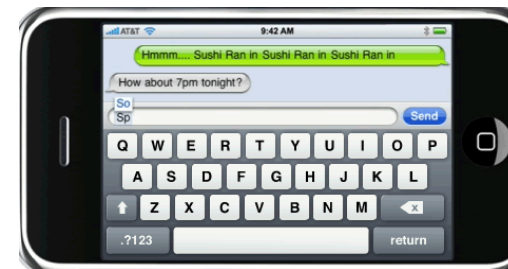 AT&T 9:42 AM
Hmmm.... Sushi Ran in Sushi Ran in Sushi Ran in
How about 7pm tonight?
So
Sp Send
Q W E R T Y U I O P
A S D F G H J K L
Z X C V B N M
.?123 return